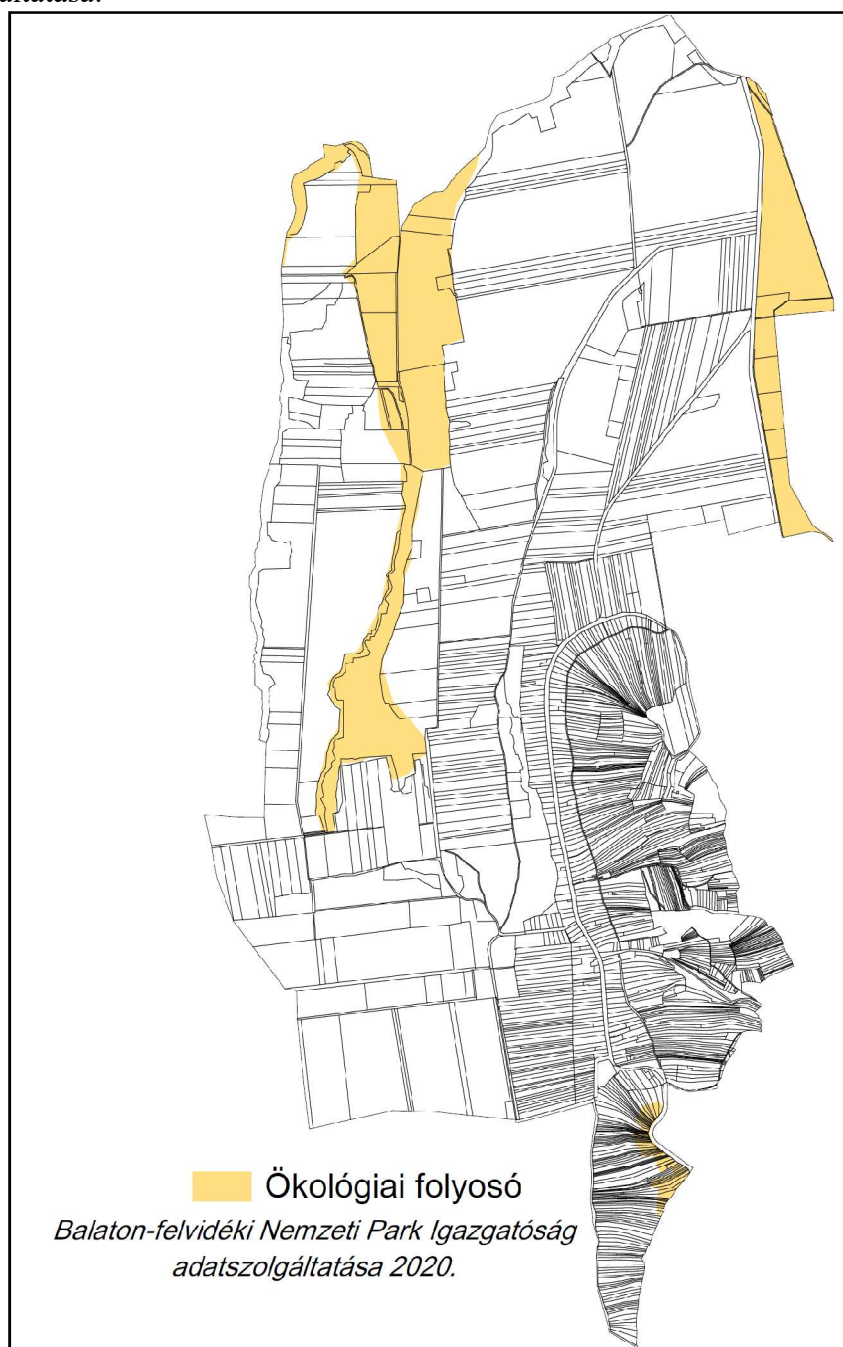 Ökológiai folyosó
Balaton-felvidéki Nemzeti Park Igazgatóság
adatszolgáltatása 2020.